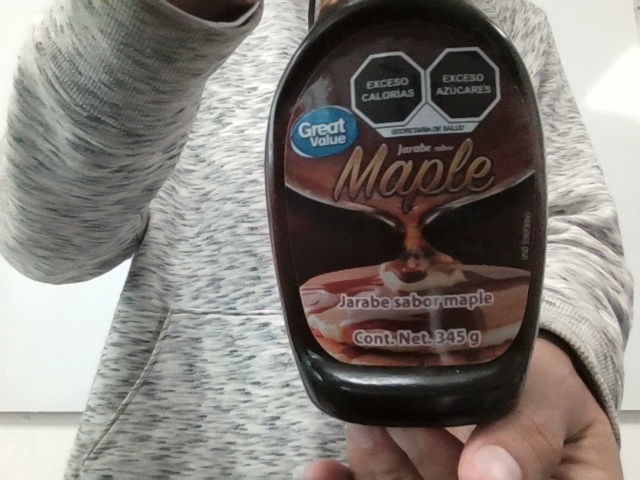 EXCESO
CALORÍAS
EXCESO
AZÚCARES
SECRETARÍA DE SALUD
Great
Value
Jarabe sabor
Maple
Jarabe sabor maple
Cont. Net. 345 g